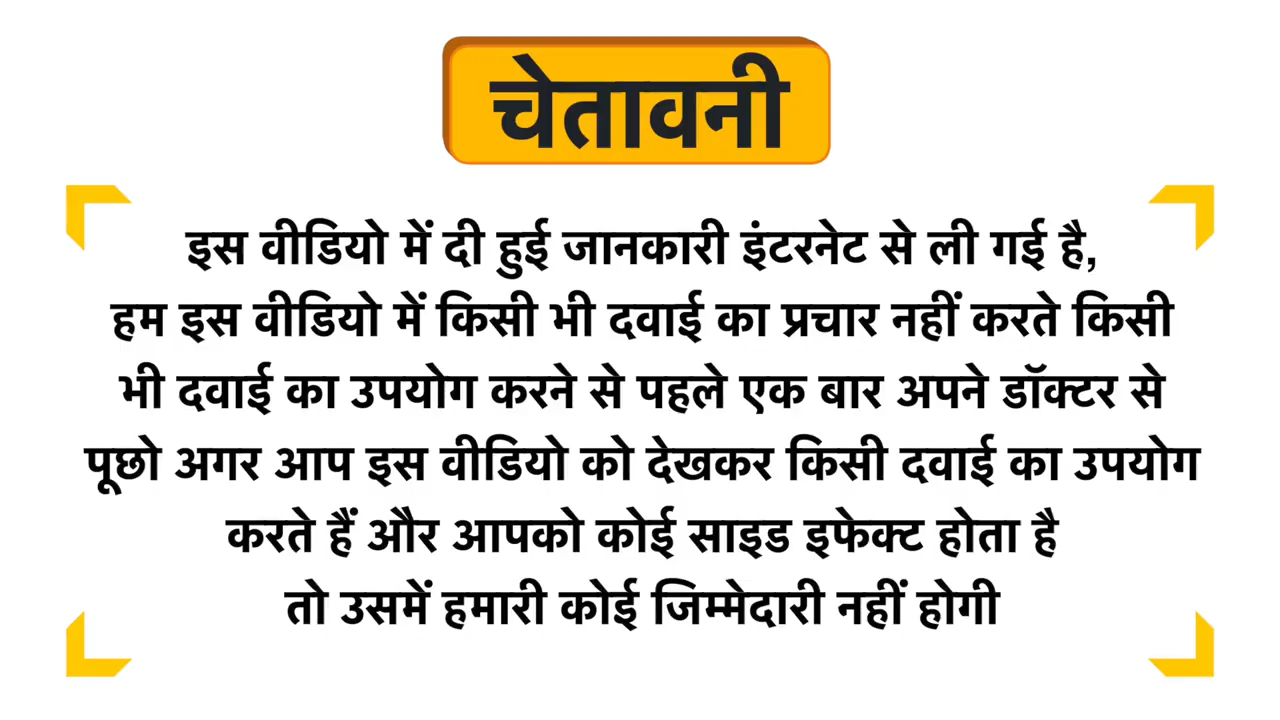 चेतावनी
इस वीडियो में दी हुई जानकारी इंटरनेट से ली गई है,
हम इस वीडियो में किसी भी दवाई का प्रचार नहीं करते किसी
भी दवाई का उपयोग करने से पहले एक बार अपने डॉक्टर से
पूछो अगर आप इस वीडियो को देखकर किसी दवाई का उपयोग
करते हैं और आपको कोई साइड इफेक्ट होता है
तो उसमें हमारी कोई जिम्मेदारी नहीं होगी